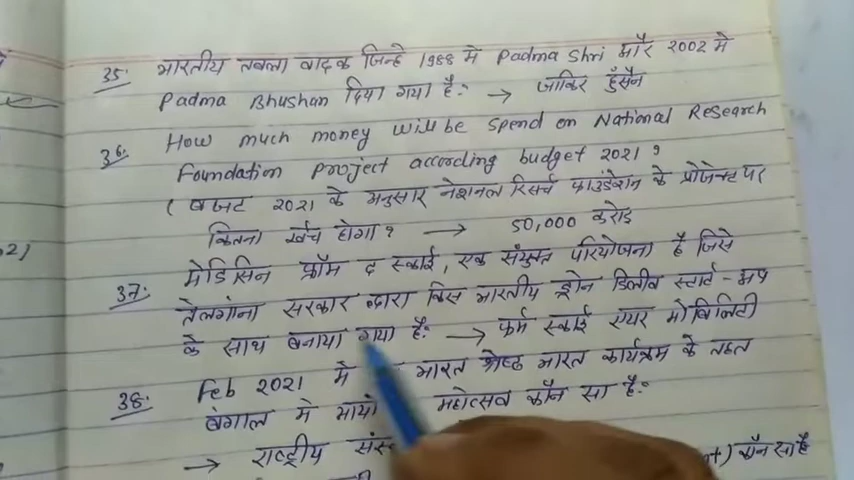 35. भारतीय तबला वादक जिन्हे 1988 मे Padma Shri और 2002 मे
Padma Bhushan दिया गया है:- → जाकिर हुसैन
36. How much money will be spend on National Research
Foundation project according budget 2021?
( बजट 2021 के अनुसार नेशनल रिसर्च फाउंडेशन के प्रोजेक्ट पर
कितना खर्च होगा? → 50,000 करोड़
37. मेडिसिन फ्रॉम द स्काई, एक संयुक्त परियोजना है जिसे
तेलगांना सरकार द्वारा किस भारतीय ड्रोन डिलीव स्टार्ट-अप
के साथ बनाया गया है: → फर्म स्काई एयर मोबिलिटी
38. Feb 2021 मे भारत श्रेष्ठ भारत कार्यक्रम के तहत
बंगाल मे महोत्सव कौन सा है:
→ राष्ट्रीय कौन सा है
2)